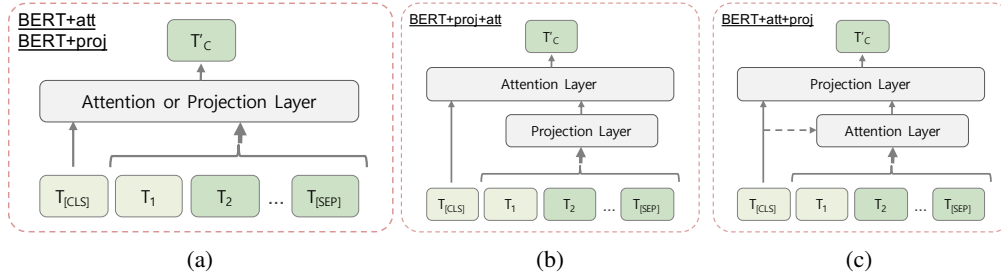 BERT+att
BERT+proj
T'C
Attention or Projection Layer
T[CLS] T1 T2 ... T[SEP]
(a)
BERT+proj+att
T'C
Attention Layer
Projection Layer
T[CLS] T1 T2 ... T[SEP]
(b)
BERT+att+proj
T'C
Projection Layer
Attention Layer
T[CLS] T1 T2 ... T[SEP]
(c)